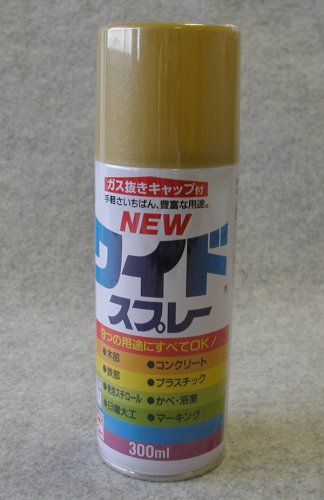 ガス抜きキャップ付
手軽さいちばん、豊富な用途。
NEW
ワイド
スプレー
8つの用途にすべてOK!
●木部 ●コンクリート
●鉄部 ●プラスチック
●発泡スチロール ●かべ・浴室
●日曜大工 ●マーキング
300ml